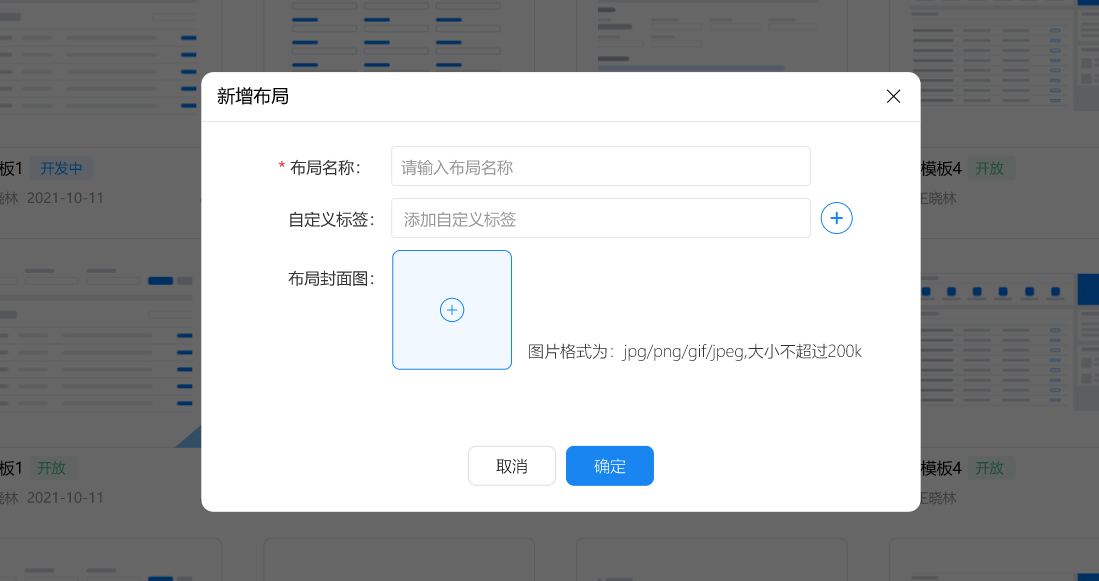 新增布局
* 布局名称：
请输入布局名称
自定义标签：
添加自定义标签
布局封面图：
图片格式为：jpg/png/gif/jpeg,大小不超过200k
取消
确定
板1 开发中
晓林 2021-10-11
模板4 开放
王晓林
板1 开放
晓林 2021-10-11
模板4 开放
王晓林